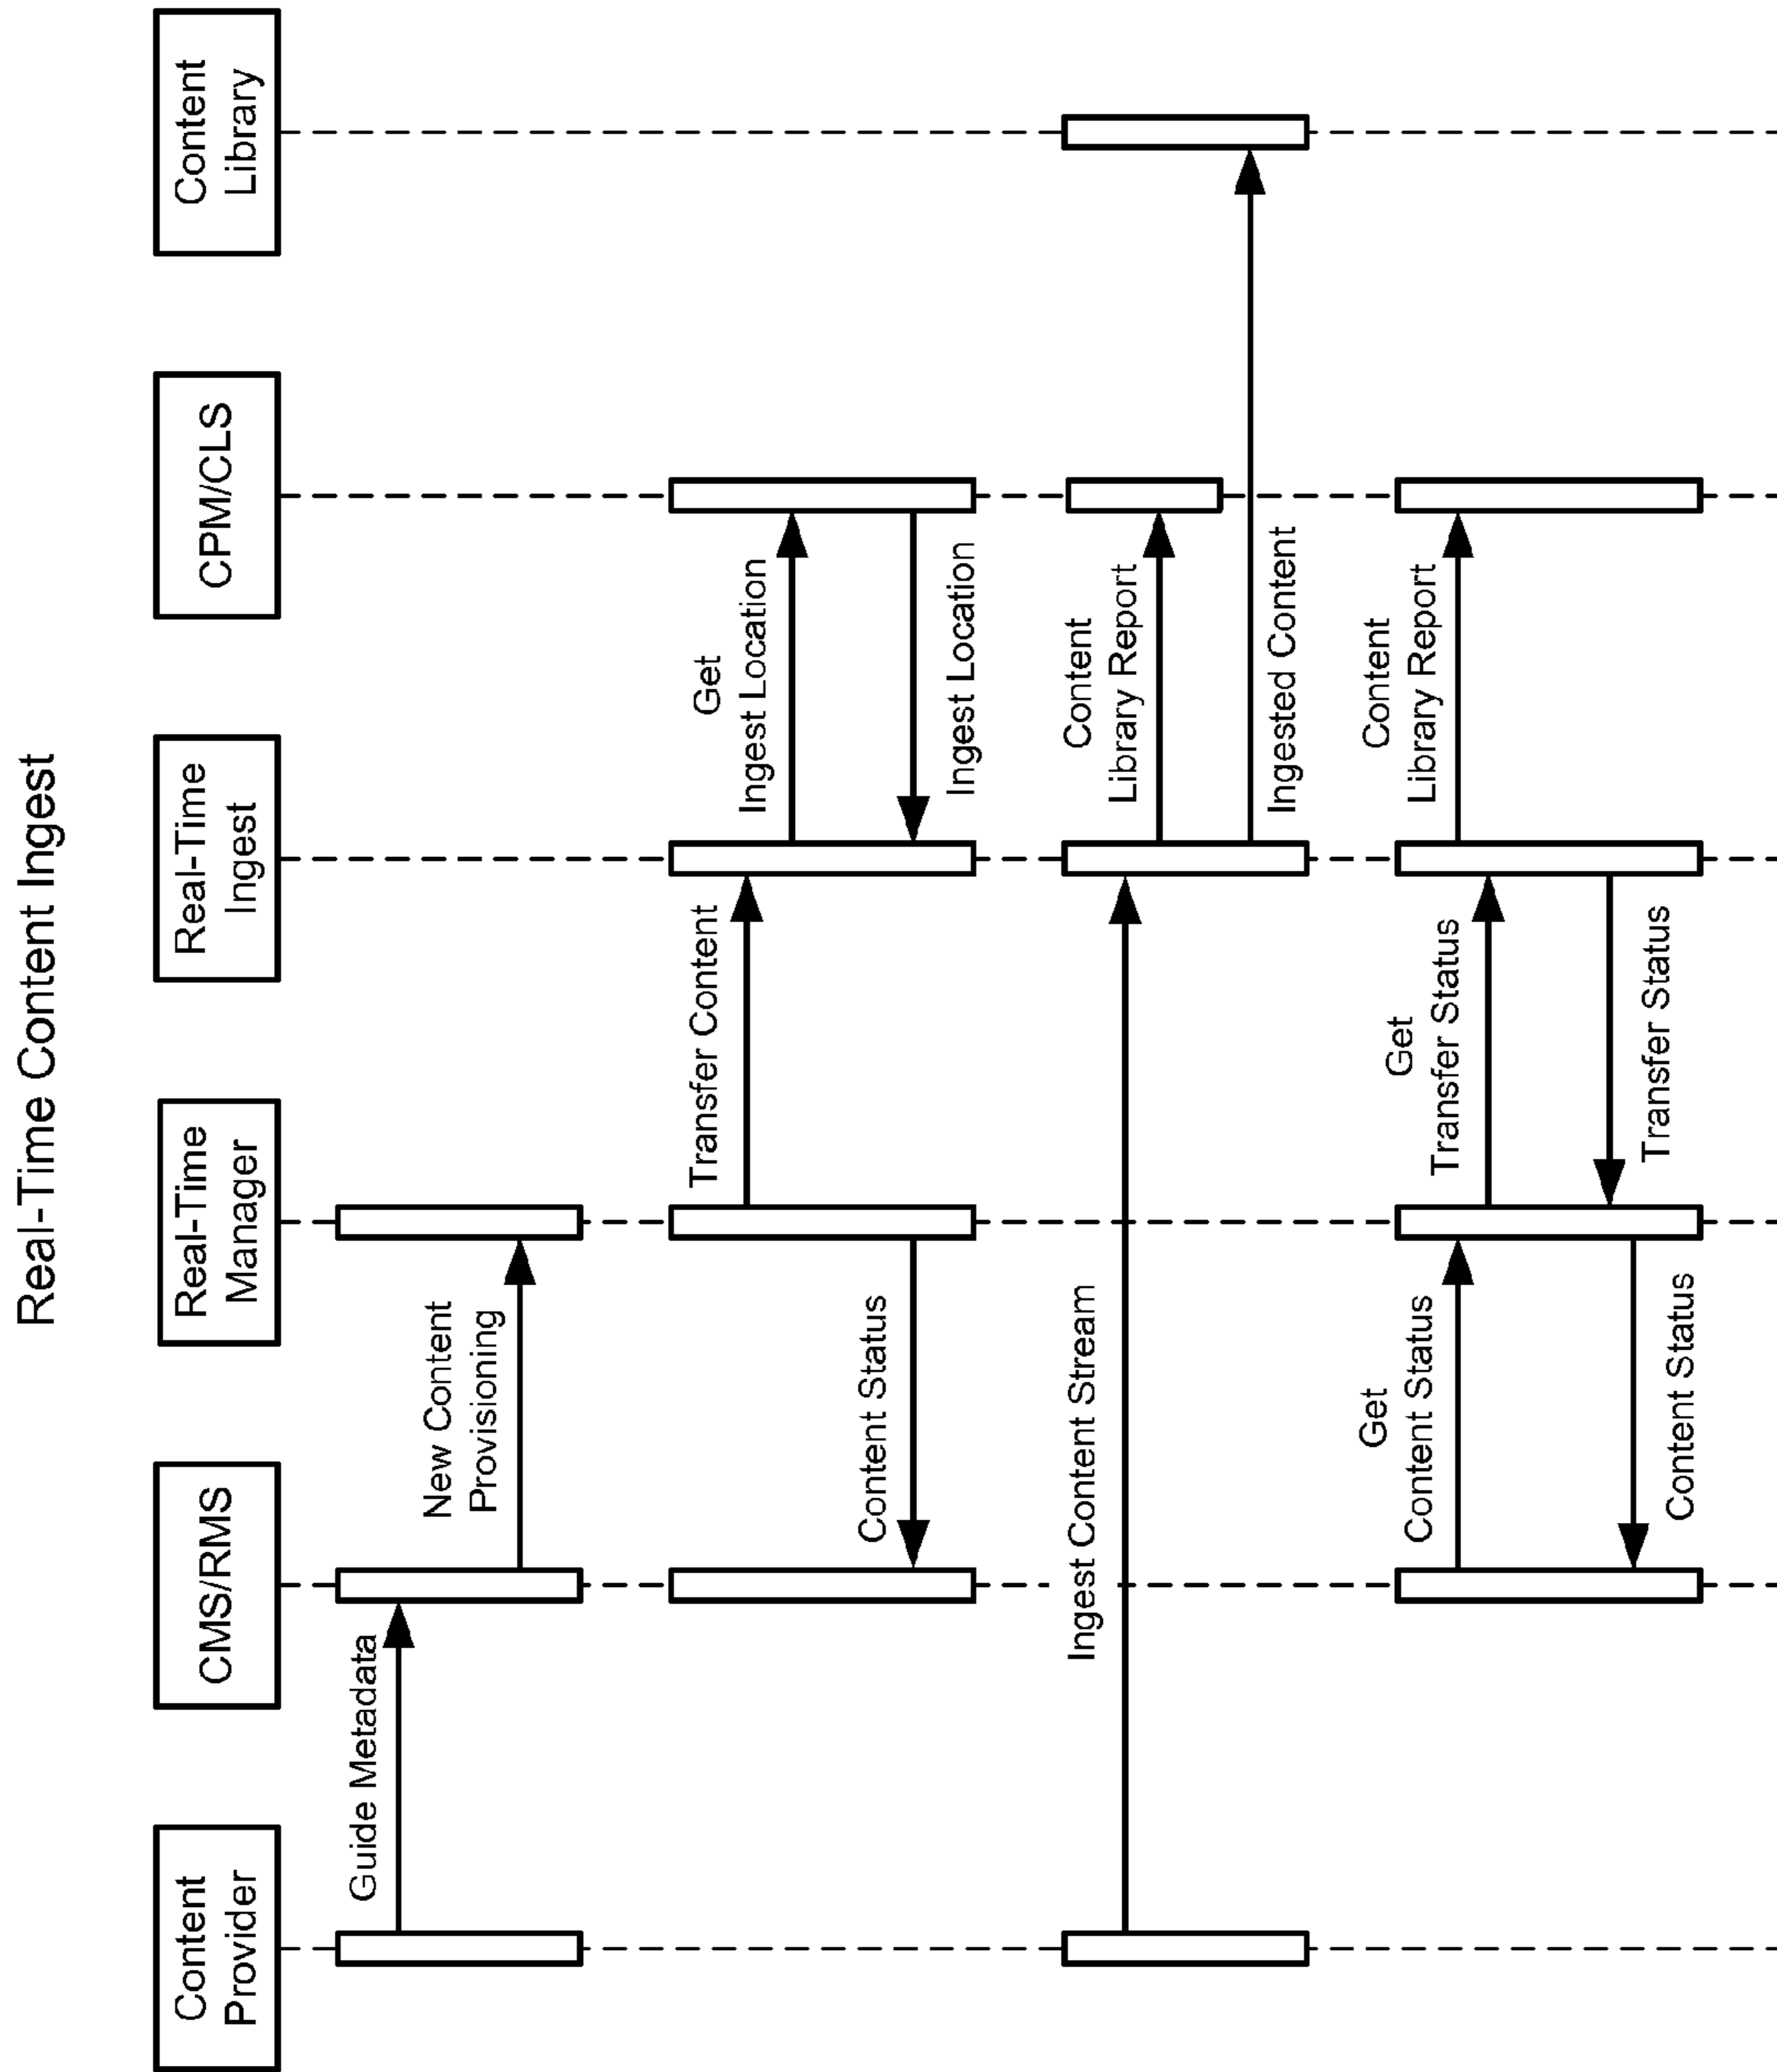 Real-Time Content Ingest
Content
Provider
CMS/RMS
Real-Time
Manager
Real-Time
Ingest
CPM/CLS
Content
Library
Guide Metadata
New Content
Provisioning
Transfer Content
Get
Ingest Location
Content Status
Ingest Location
Ingest Content Stream
Content
Library Report
Ingested Content
Get
Content Status
Get
Transfer Status
Content
Library Report
Transfer Status
Content Status